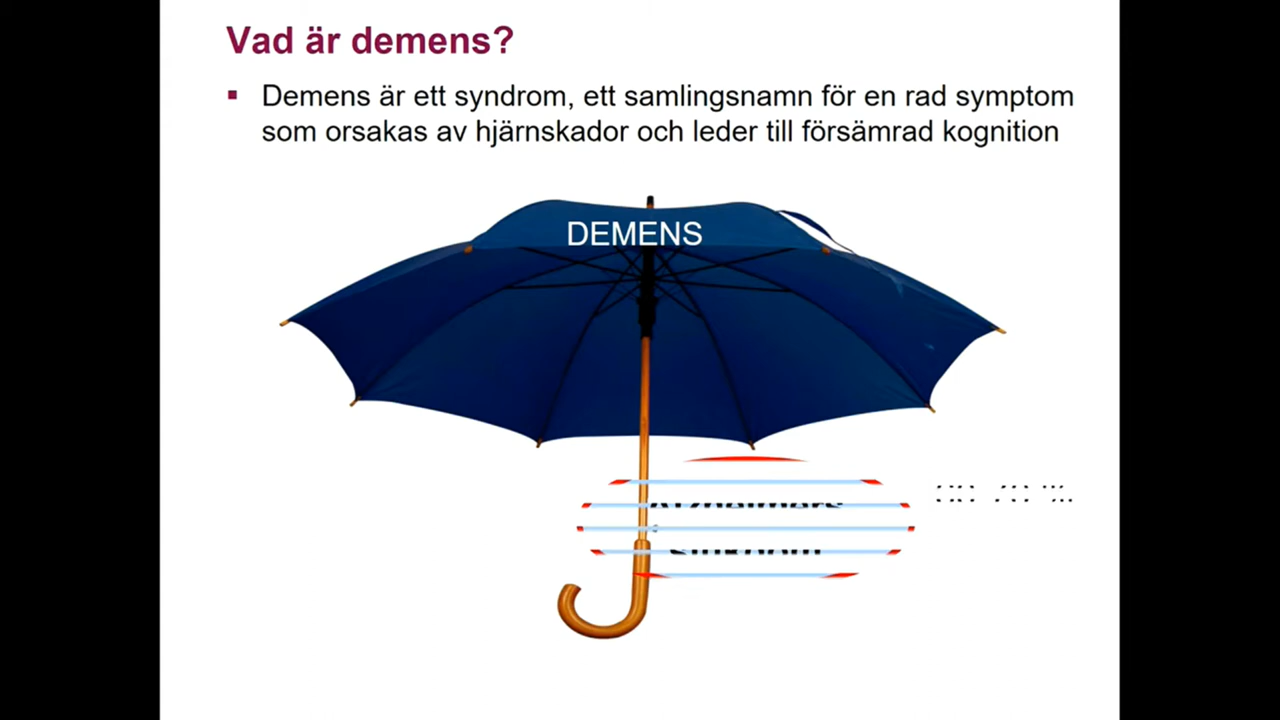 Vad är demens?
Demens är ett syndrom, ett samlingsnamn för en rad symptom
som orsakas av hjärnskador och leder till försämrad kognition
DEMENS